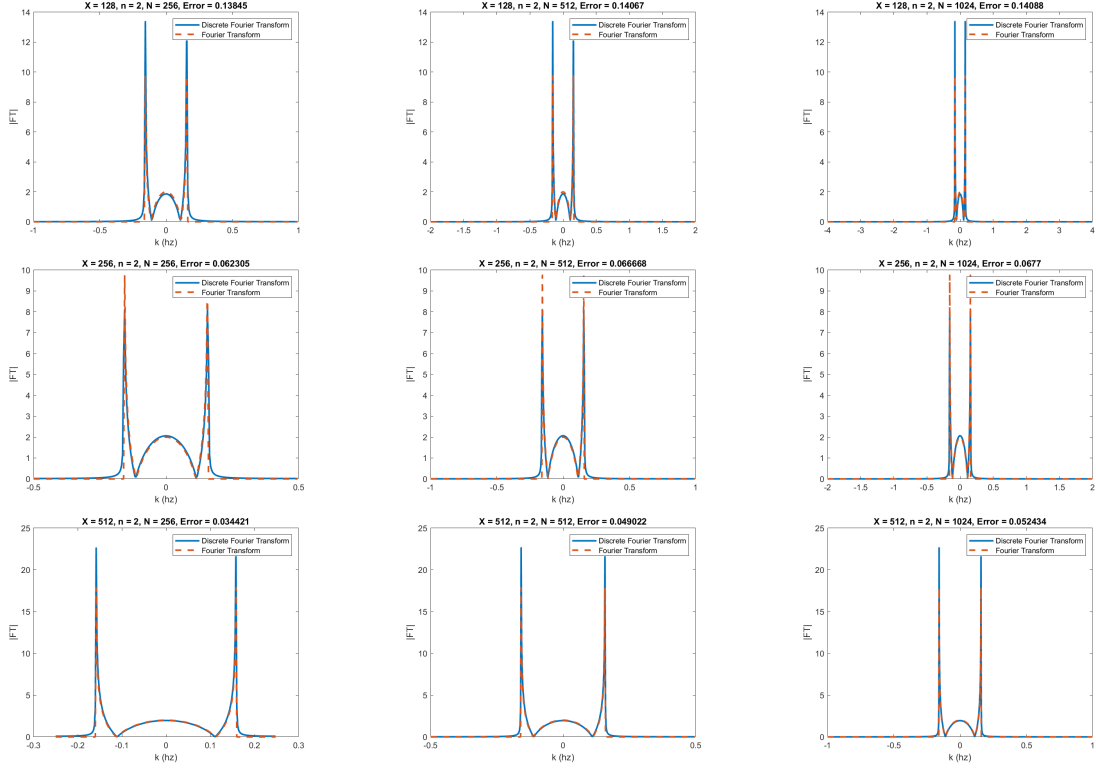 X = 128, n = 2, N = 256, Error = 0.13845
14
12
10
8
6
4
2
0
|FT|
Discrete Fourier Transform
Fourier Transform
-1 -0.5 0 0.5 1
k (hz)
X = 128, n = 2, N = 512, Error = 0.14067
14
12
10
8
6
4
2
0
|FT|
Discrete Fourier Transform
Fourier Transform
-2 -1.5 -1 -0.5 0 0.5 1 1.5 2
k (hz)
X = 128, n = 2, N = 1024, Error = 0.14088
14
12
10
8
6
4
2
0
|FT|
Discrete Fourier Transform
Fourier Transform
-4 -3 -2 -1 0 1 2 3 4
k (hz)
X = 256, n = 2, N = 256, Error = 0.062305
10
9
8
7
6
5
4
3
2
1
0
|FT|
Discrete Fourier Transform
Fourier Transform
-0.5 0 0.5
k (hz)
X = 256, n = 2, N = 512, Error = 0.066668
10
9
8
7
6
5
4
3
2
1
0
|FT|
Discrete Fourier Transform
Fourier Transform
-1 -0.5 0 0.5 1
k (hz)
X = 256, n = 2, N = 1024, Error = 0.0677
10
9
8
7
6
5
4
3
2
1
0
|FT|
Discrete Fourier Transform
Fourier Transform
-2 -1.5 -1 -0.5 0 0.5 1 1.5 2
k (hz)
X = 512, n = 2, N = 256, Error = 0.034421
25
20
15
10
5
0
|FT|
Discrete Fourier Transform
Fourier Transform
-0.3 -0.2 -0.1 0 0.1 0.2 0.3
k (hz)
X = 512, n = 2, N = 512, Error = 0.049022
25
20
15
10
5
0
|FT|
Discrete Fourier Transform
Fourier Transform
-0.5 0 0.5
k (hz)
X = 512, n = 2, N = 1024, Error = 0.052434
25
20
15
10
5
0
|FT|
Discrete Fourier Transform
Fourier Transform
-1 -0.5 0 0.5 1
k (hz)